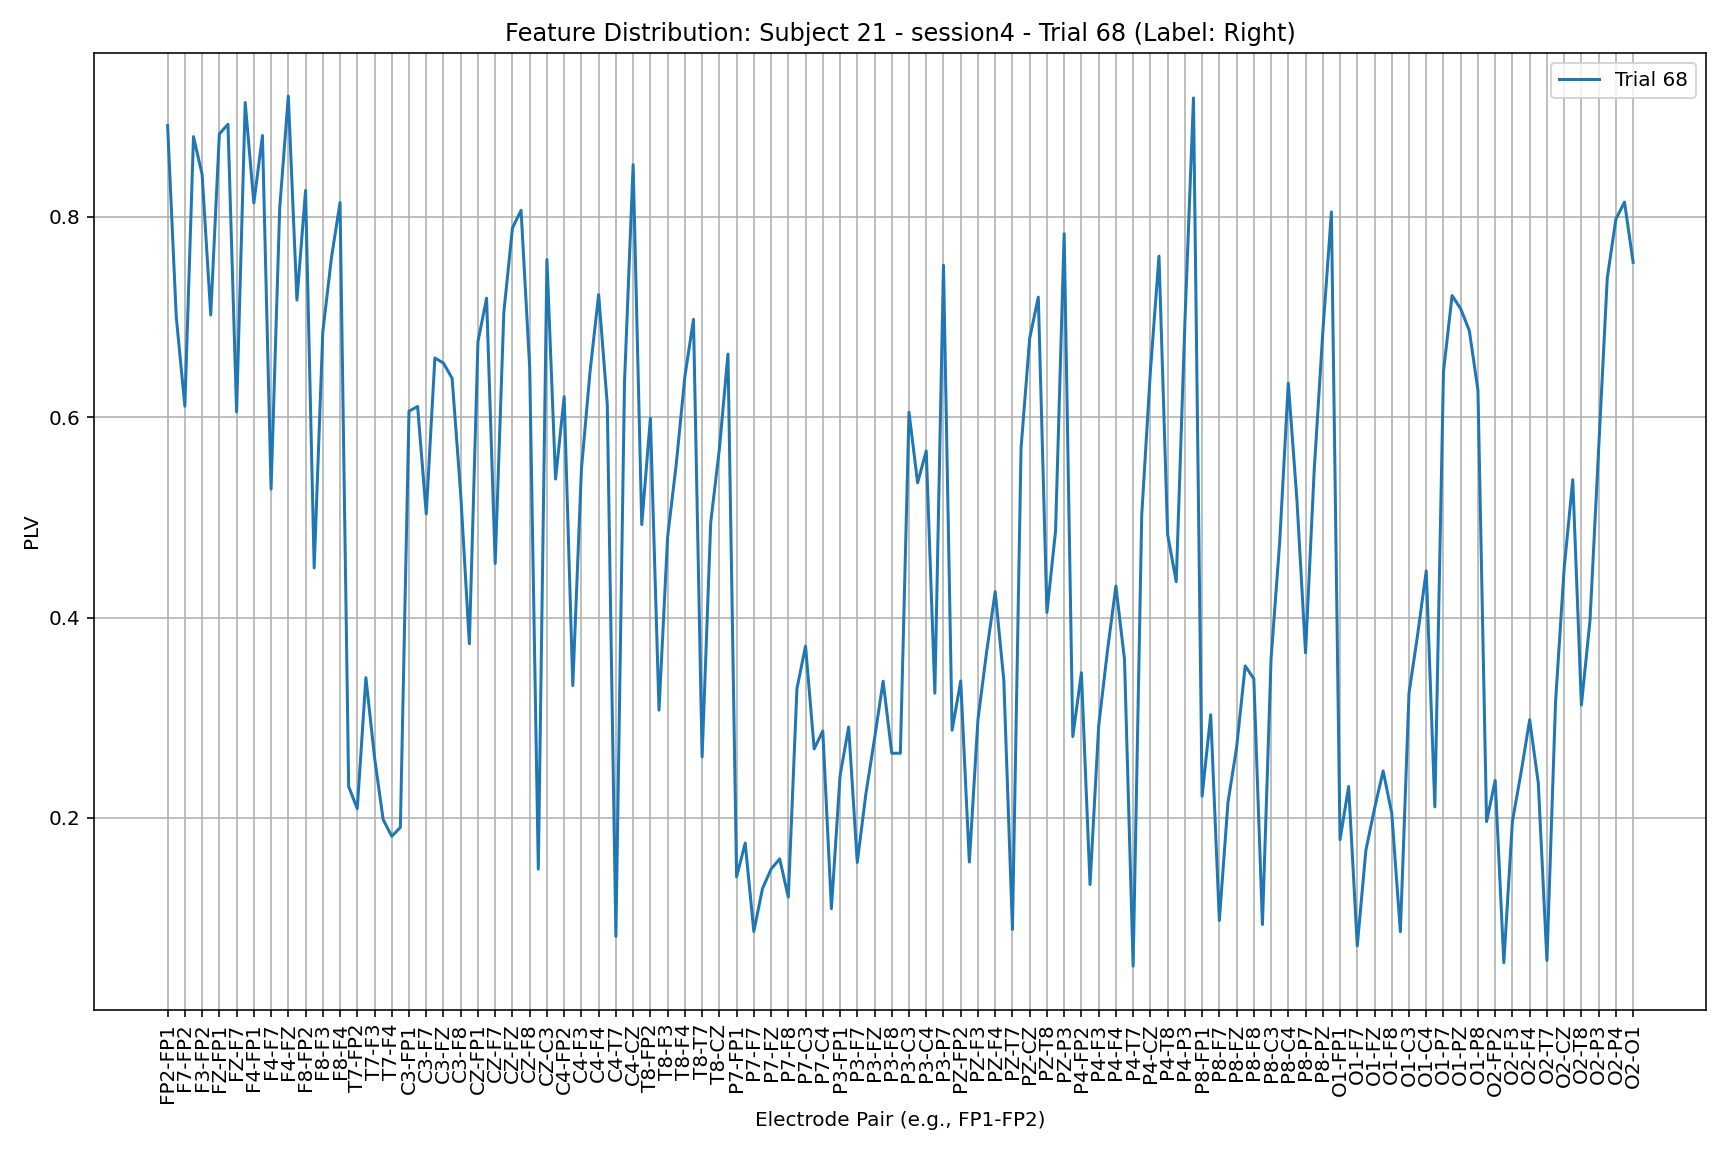 Feature Distribution: Subject 21 - session4 - Trial 68 (Label: Right)
Trial 68
0.8
0.6
0.4
0.2
PLV
FP2-FP1
F7-FP2
F3-FP2
FZ-FP1
FZ-F7
F4-FP1
F4-F7
F4-FZ
F8-FP2
F8-F3
F8-F4
T7-FP2
T7-F3
T7-F4
C3-FP1
C3-F7
C3-FZ
C3-F8
CZ-FP1
CZ-F7
CZ-FZ
CZ-F8
CZ-C3
C4-FP2
C4-F3
C4-F4
C4-T7
C4-CZ
T8-FP2
T8-F3
T8-F4
T8-T7
T8-CZ
P7-FP1
P7-F7
P7-FZ
P7-F8
P7-C3
P7-C4
P3-FP1
P3-F7
P3-FZ
P3-F8
P3-C3
P3-C4
P3-P7
PZ-FP2
PZ-F3
PZ-F4
PZ-T7
PZ-CZ
PZ-T8
PZ-P3
P4-FP2
P4-F3
P4-F4
P4-T7
P4-CZ
P4-T8
P4-P3
P8-FP1
P8-F7
P8-FZ
P8-F8
P8-C3
P8-C4
P8-P7
P8-PZ
O1-FP1
O1-F7
O1-FZ
O1-F8
O1-C3
O1-C4
O1-P7
O1-PZ
O1-P8
O2-FP2
O2-F3
O2-F4
O2-T7
O2-CZ
O2-T8
O2-P3
O2-P4
O2-O1
Electrode Pair (e.g., FP1-FP2)